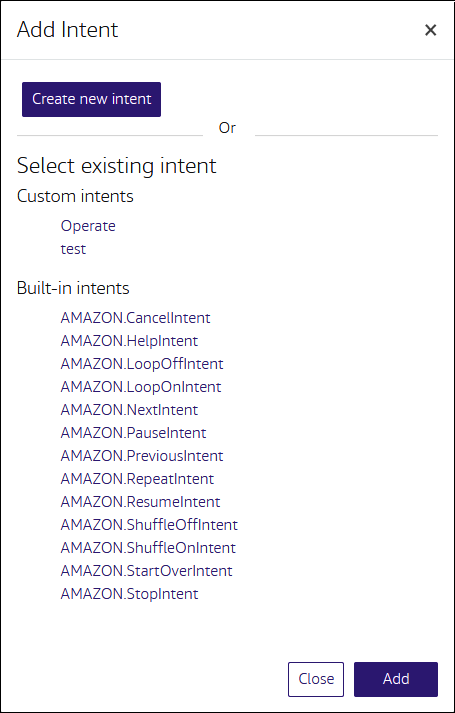 Add Intent
×
Create new intent
Or
Select existing intent
Custom intents
Operate
test
Built-in intents
AMAZON.CancelIntent
AMAZON.HelpIntent
AMAZON.LoopOffIntent
AMAZON.LoopOnIntent
AMAZON.NextIntent
AMAZON.PauseIntent
AMAZON.PreviousIntent
AMAZON.RepeatIntent
AMAZON.ResumeIntent
AMAZON.ShuffleOffIntent
AMAZON.ShuffleOnIntent
AMAZON.StartOverIntent
AMAZON.StopIntent
Close Add